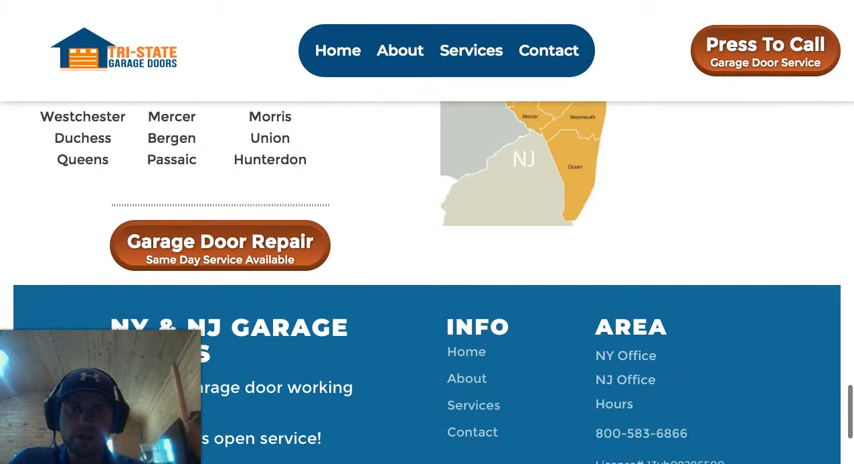 TRI-STATE
GARAGE DOORS
Home About Services Contact
Press To Call
Garage Door Service
Westchester Mercer Morris
Duchess Bergen Union
Queens Passaic Hunterdon
Mercer
Monmouth
NJ
Ocean
Garage Door Repair
Same Day Service Available
NY & NJ GARAGE
S
arage door working
s open service!
INFO
Home
About
Services
Contact
AREA
NY Office
NJ Office
Hours
800-583-6866